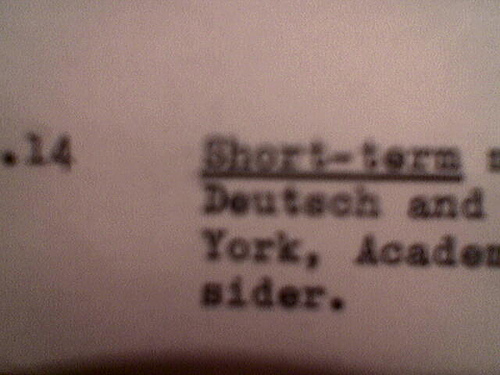 .14 Short-term
Deutsch and
York, Academ
sider.